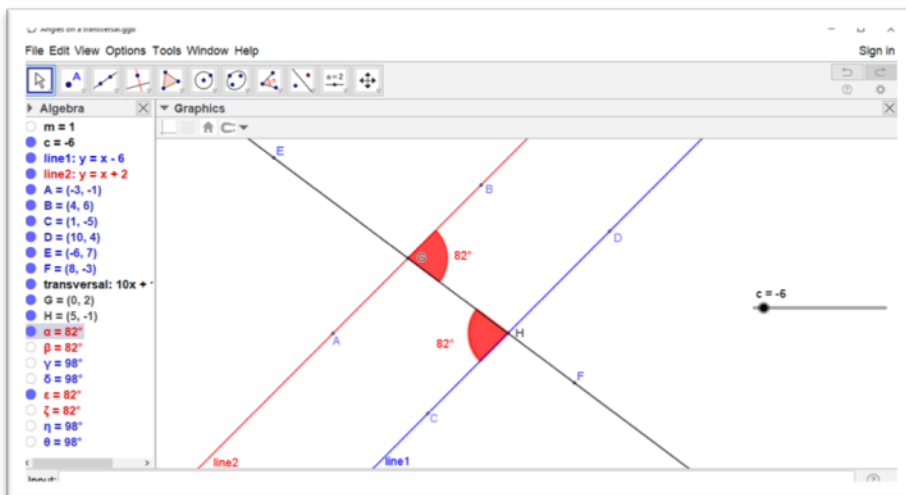 Angles on a transversal.ggb
File Edit View Options Tools Window Help
Sign in
A
a=2
Algebra
Graphics
m = 1
c = -6
line1: y = x - 6
line2: y = x + 2
A = (-3, -1)
B = (4, 6)
C = (1, -5)
D = (10, 4)
E = (-6, 7)
F = (8, -3)
transversal: 10x +
G = (0, 2)
H = (5, -1)
α = 82°
β = 82°
γ = 98°
δ = 98°
ε = 82°
ζ = 82°
η = 98°
θ = 98°
E
B
G
82°
D
c = -6
H
A
82°
F
C
line2
line1
Input: